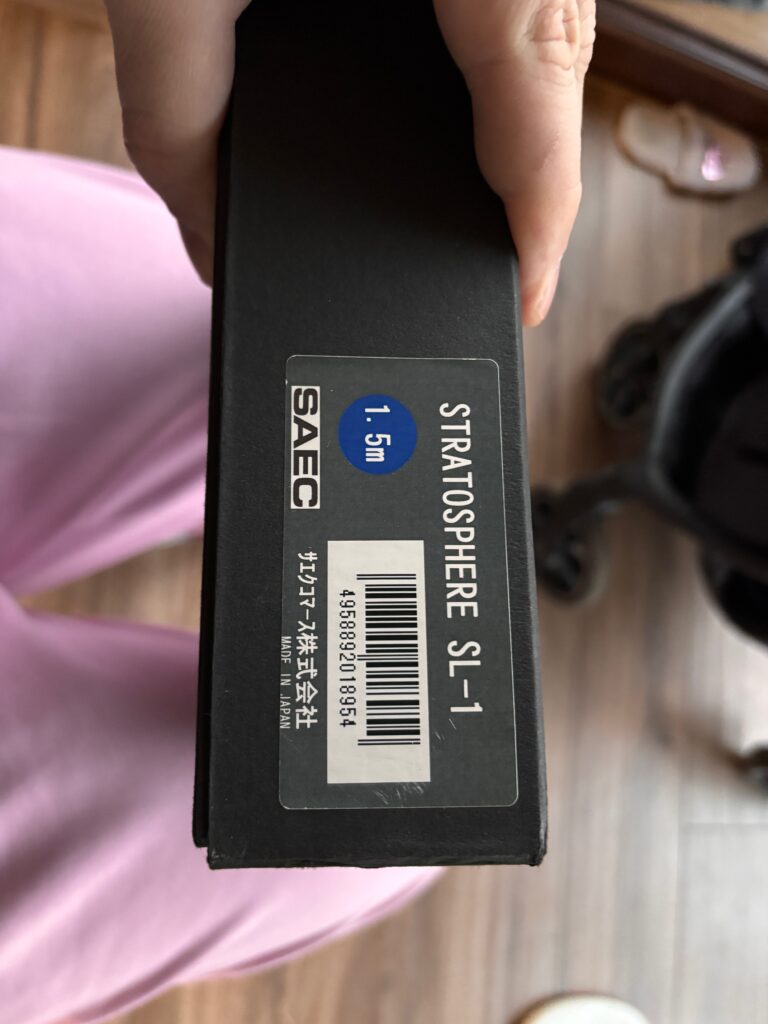 STRATOSPHERE SL-1
1.5m
4958892018954
SAEC
サエクコマース株式会社
MADE IN JAPAN